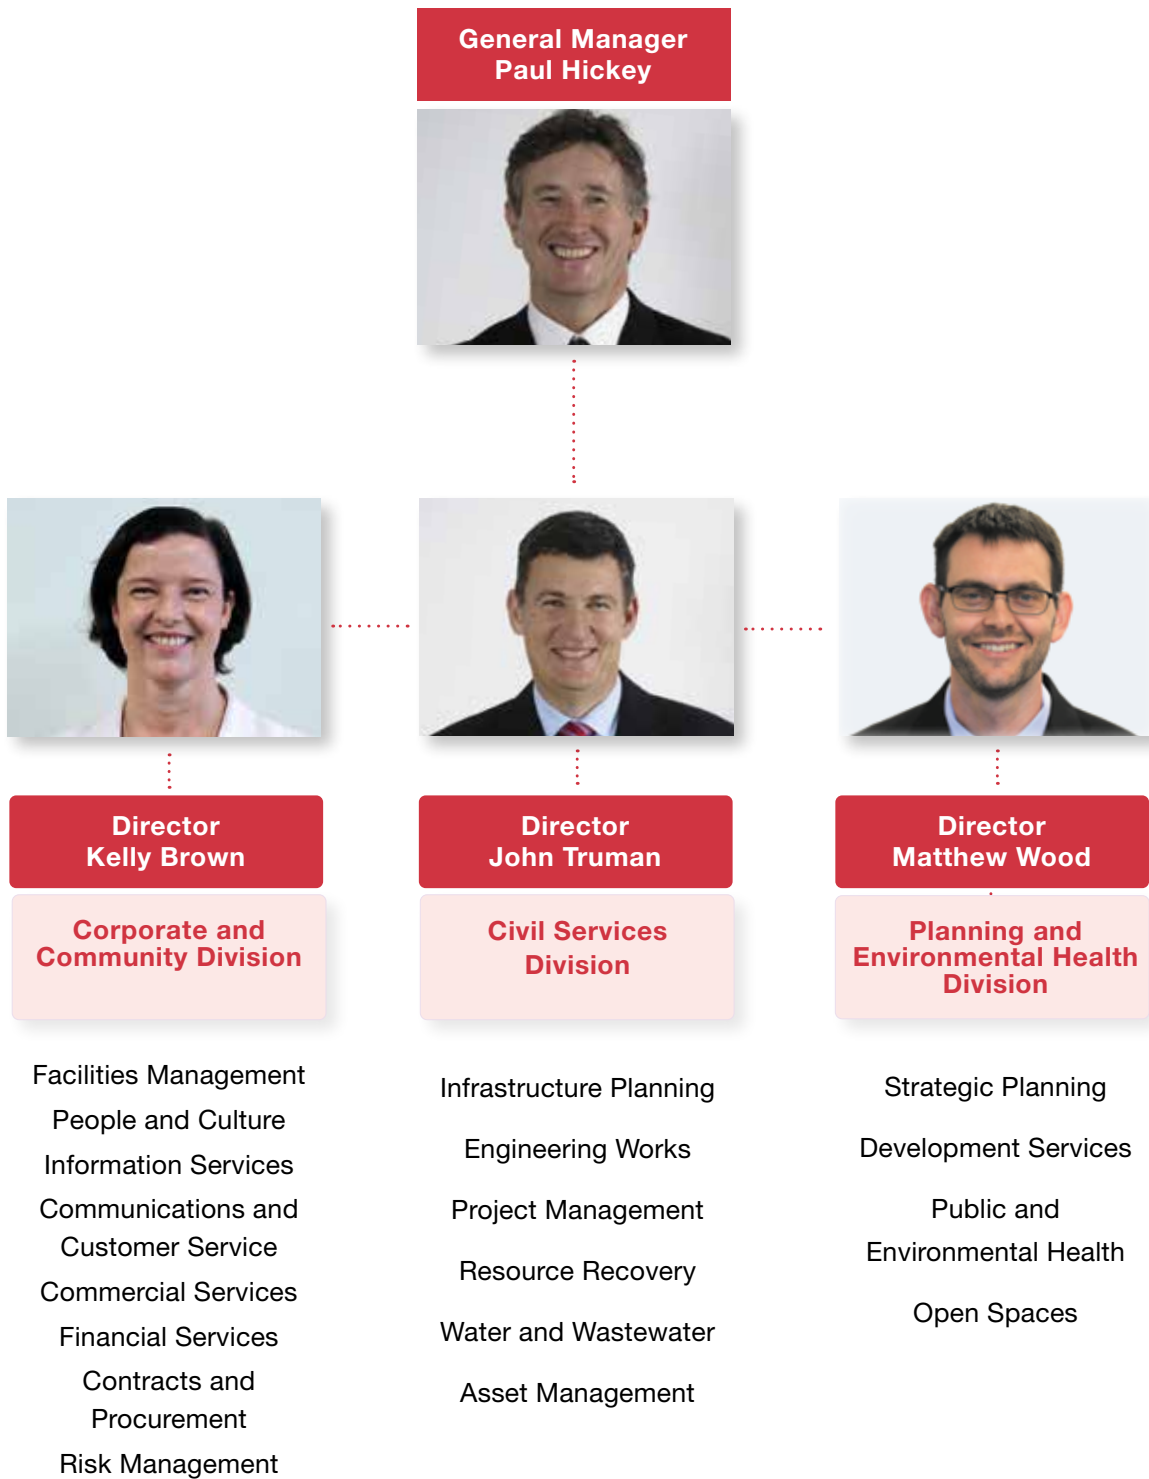 General Manager
Paul Hickey
Director
Kelly Brown
Corporate and
Community Division
Facilities Management
People and Culture
Information Services
Communications and
Customer Service
Commercial Services
Financial Services
Contracts and
Procurement
Risk Management
Director
John Truman
Civil Services
Division
Infrastructure Planning
Engineering Works
Project Management
Resource Recovery
Water and Wastewater
Asset Management
Director
Matthew Wood
Planning and
Environmental Health
Division
Strategic Planning
Development Services
Public and
Environmental Health
Open Spaces